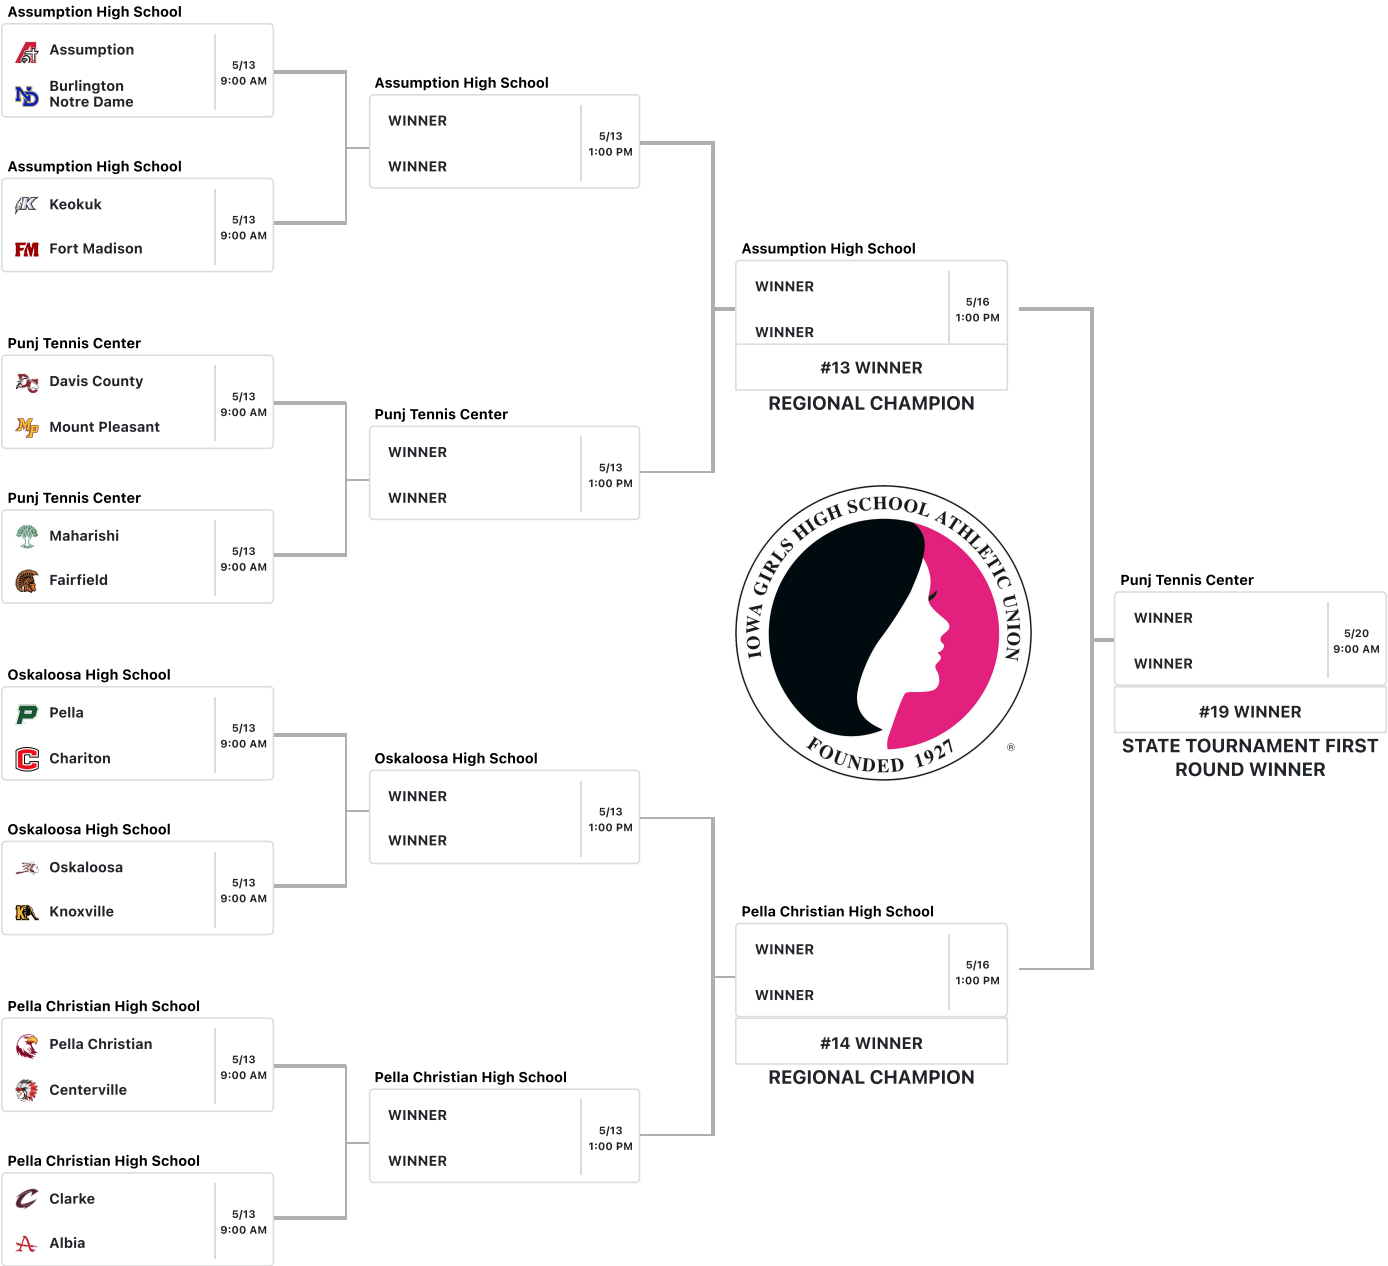 Assumption High School
Assumption
Burlington
Notre Dame
5/13
9:00 AM
Assumption High School
Keokuk
Fort Madison
5/13
9:00 AM
Assumption High School
WINNER
WINNER
5/13
1:00 PM
Punj Tennis Center
Davis County
Mount Pleasant
5/13
9:00 AM
Punj Tennis Center
Maharishi
Fairfield
5/13
9:00 AM
Punj Tennis Center
WINNER
WINNER
5/13
1:00 PM
Assumption High School
WINNER
WINNER
5/16
1:00 PM
#13 WINNER
REGIONAL CHAMPION
Oskaloosa High School
Pella
Chariton
5/13
9:00 AM
Oskaloosa High School
Oskaloosa
Knoxville
5/13
9:00 AM
Oskaloosa High School
WINNER
WINNER
5/13
1:00 PM
Pella Christian High School
Pella Christian
Centerville
5/13
9:00 AM
Pella Christian High School
Clarke
Albia
5/13
9:00 AM
Pella Christian High School
WINNER
WINNER
5/13
1:00 PM
Pella Christian High School
WINNER
WINNER
5/16
1:00 PM
#14 WINNER
REGIONAL CHAMPION
IOWA GIRLS HIGH SCHOOL ATHLETIC UNION
FOUNDED 1927
®
Punj Tennis Center
WINNER
WINNER
5/20
9:00 AM
#19 WINNER
STATE TOURNAMENT FIRST
ROUND WINNER